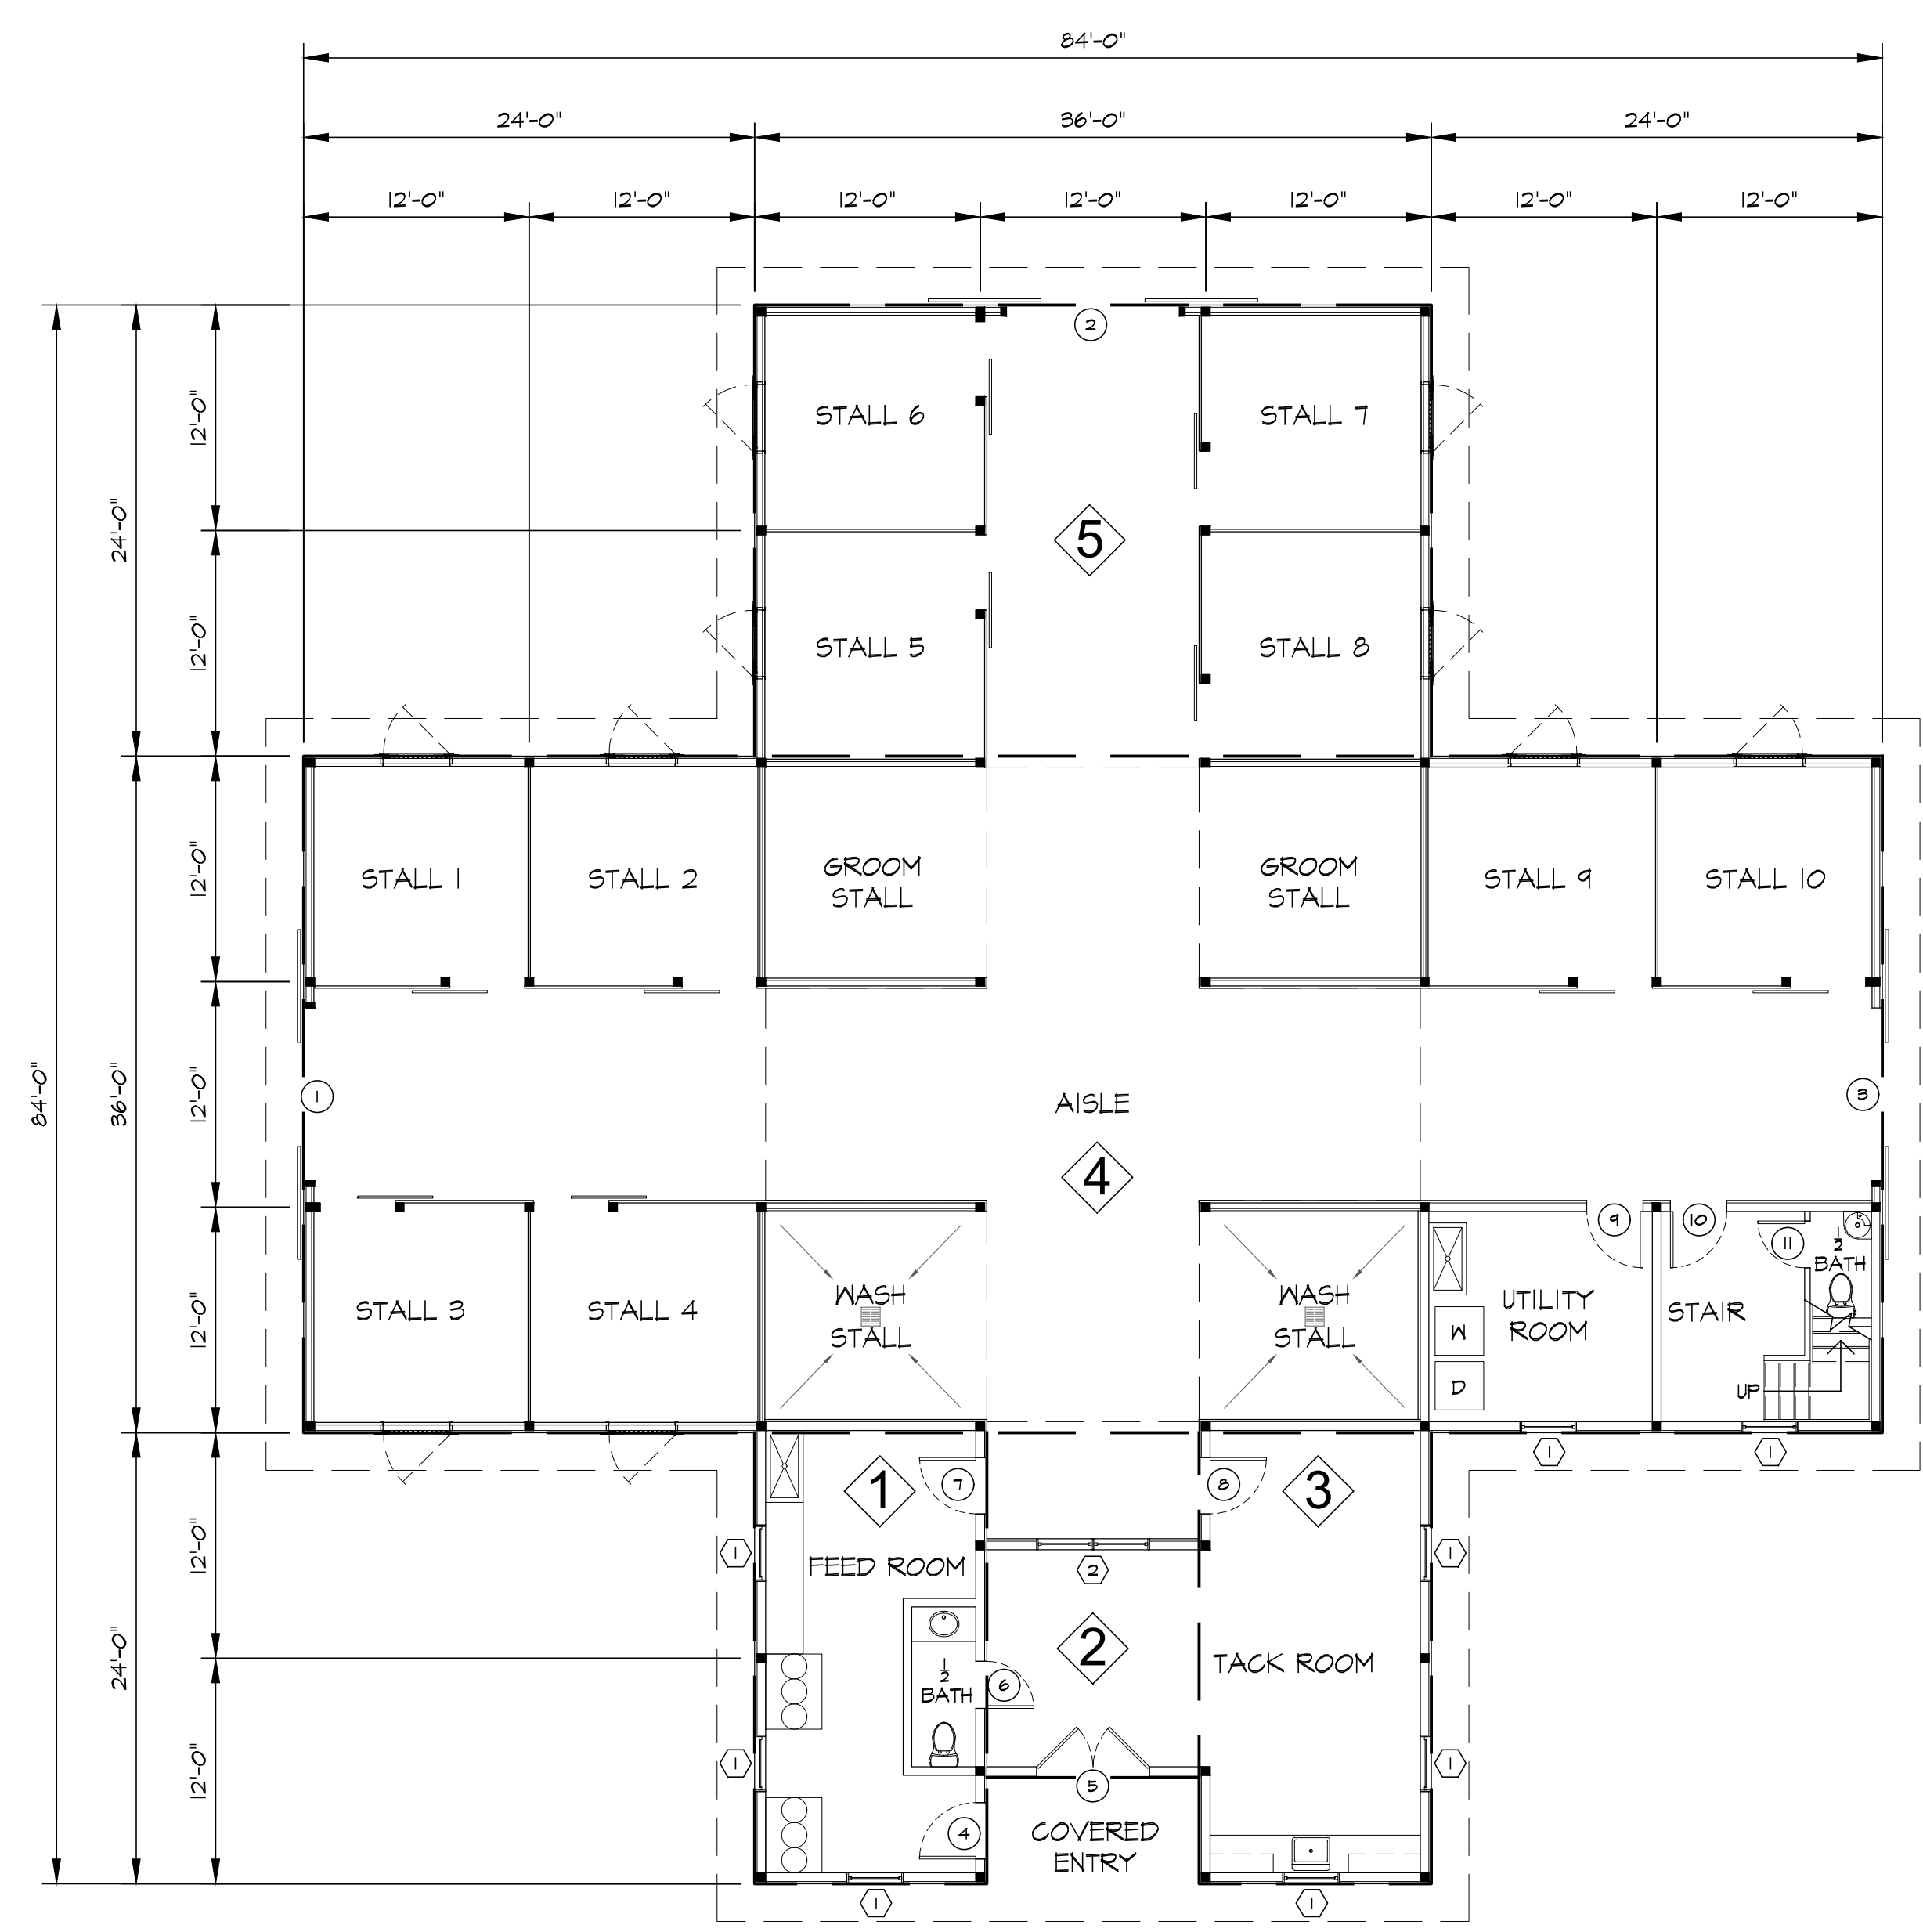 84'-0"
24'-0" 36'-0" 24'-0"
12'-0" 12'-0" 12'-0" 12'-0" 12'-0" 12'-0" 12'-0"
2
12'-0"
STALL 6 STALL 7
24'-0"
5
12'-0"
STALL 5 STALL 8
12'-0"
GROOM GROOM
STALL 1 STALL 2 STALL 9 STALL 10
STALL STALL
84'-0" 36'-0" 12'-0"
1 3
AISLE
4
9 10
11 1/2
BATH
12'-0"
WASH WASH
UTILITY
STALL 3 STALL 4 STAIR
ROOM
STALL STALL
W
D
UP
1 1
7 8
1 3
12'-0"
1 1
FEED ROOM 2
24'-0"
2
TACK ROOM
1/2
BATH
6
12'-0"
1 1
5
COVERED
4
ENTRY
1 1